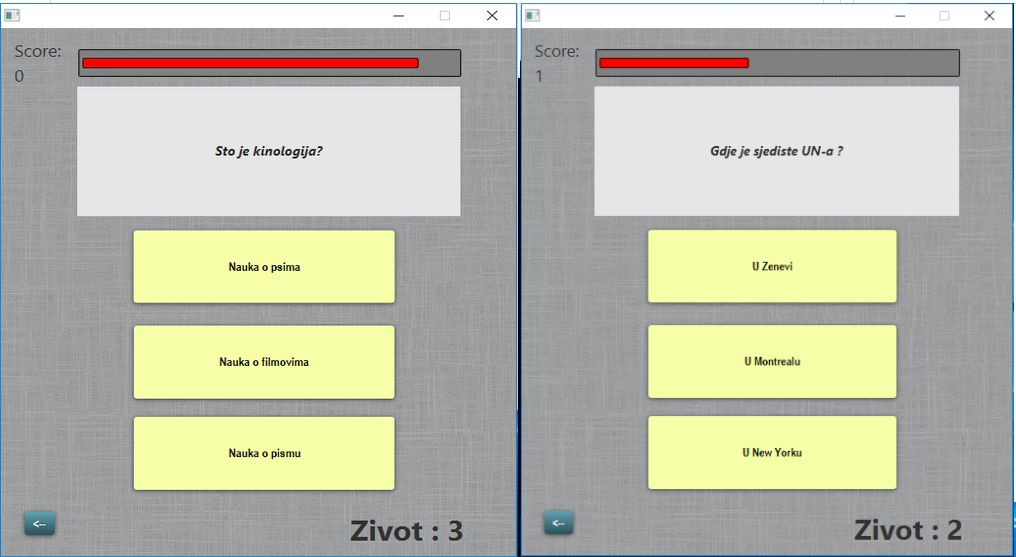 Score:
0
Sto je kinologija?
Nauka o psima
Nauka o filmovima
Nauka o pismu
<--
Zivot : 3
Score:
1
Gdje je sjediste UN-a ?
U Zenevi
U Montrealu
U New Yorku
<--
Zivot : 2